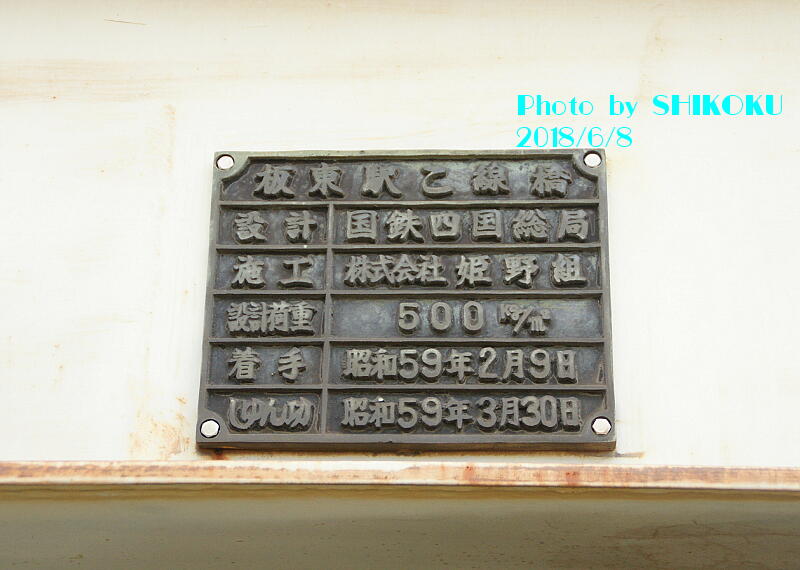 Photo by SHIKOKU
2018/6/8
板東駅こ線橋
設計 国鉄四国総局
施工 株式会社 姫野組
設計荷重 500 kg/m²
着手 昭和59年2月9日
しゅん功 昭和59年3月30日